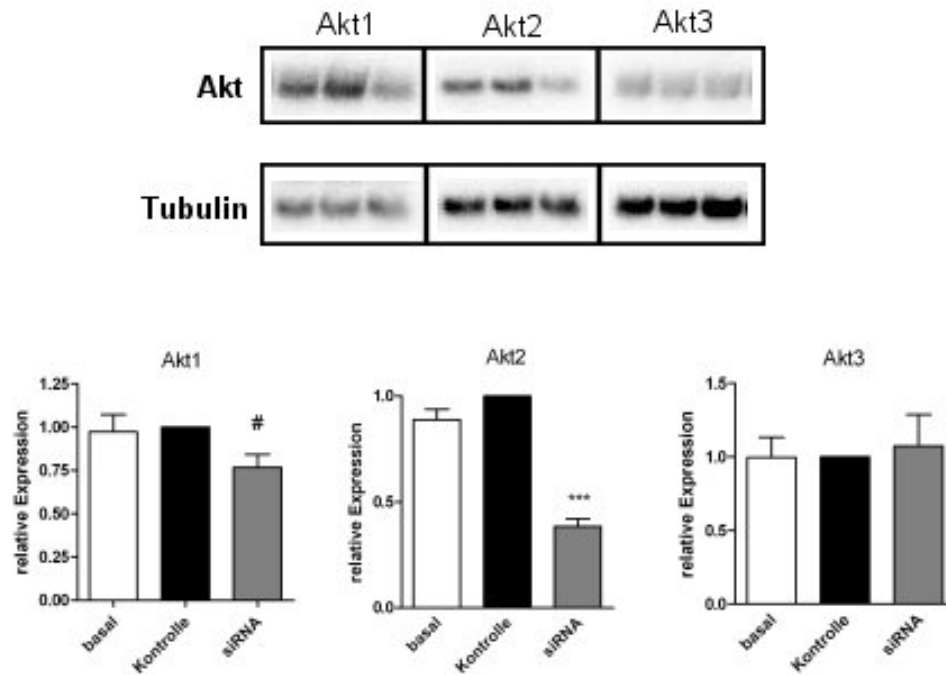 Akt1 Akt2 Akt3
Akt
Tubulin
Akt1
relative Expression
1.25
1.00
0.75
0.50
0.25
0.00
#
basal Kontrolle siRNA
Akt2
relative Expression
1.0
0.5
0.0
***
basal Kontrolle siRNA
Akt3
relative Expression
1.5
1.0
0.5
0.0
basal Kontrolle siRNA